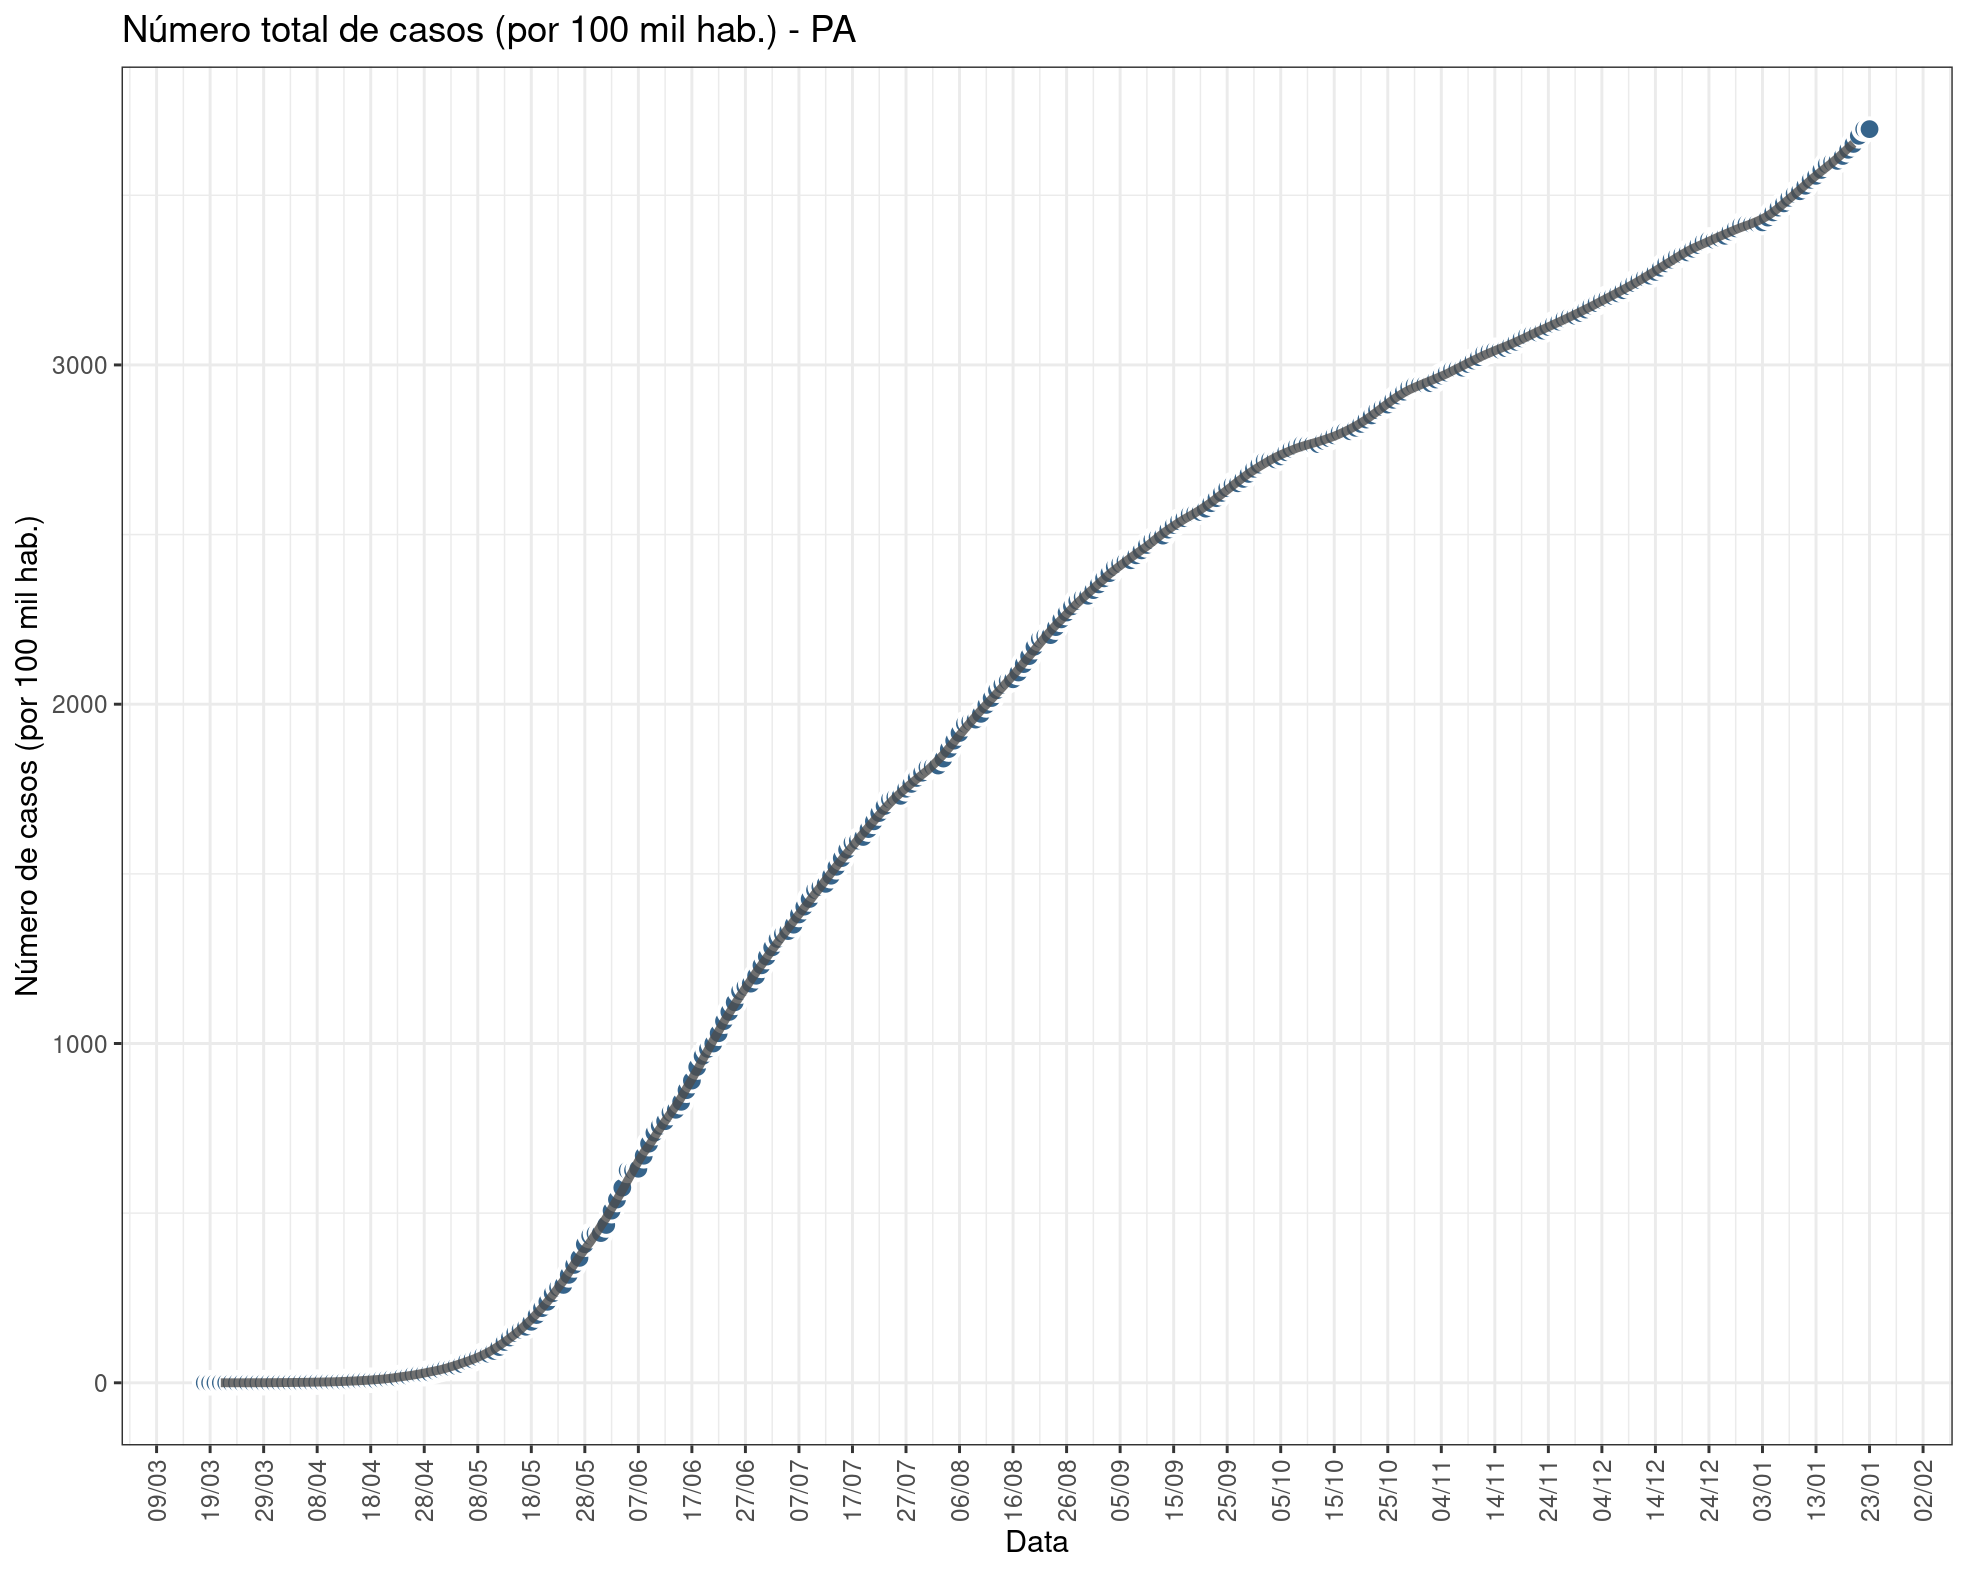 Número total de casos (por 100 mil hab.) - PA
Número de casos (por 100 mil hab.)
3000
2000
1000
0
09/03 19/03 29/03 08/04 18/04 28/04 08/05 18/05 28/05 07/06 17/06 27/06 07/07 17/07 27/07 06/08 16/08 26/08 05/09 15/09 25/09 05/10 15/10 25/10 04/11 14/11 24/11 04/12 14/12 24/12 03/01 13/01 23/01 02/02
Data